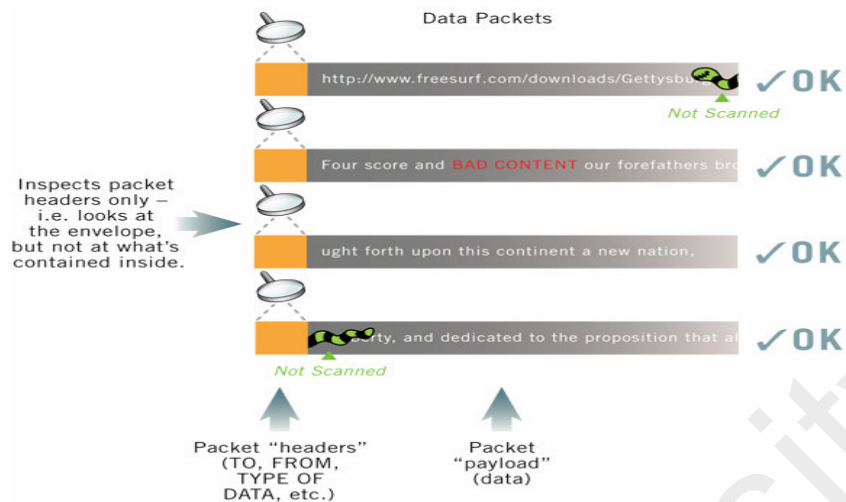 Data Packets
http://www.freesurf.com/downloads/Gettysburg
✓OK
Not Scanned
Four score and BAD CONTENT our forefathers bro
✓OK
Inspects packet
headers only –
i.e. looks at
the envelope,
but not at what's
contained inside.
ught forth upon this continent a new nation,
✓OK
berty, and dedicated to the proposition that al
✓OK
Not Scanned
Packet “headers”
(TO, FROM,
TYPE OF
DATA, etc.)
Packet
“payload”
(data)